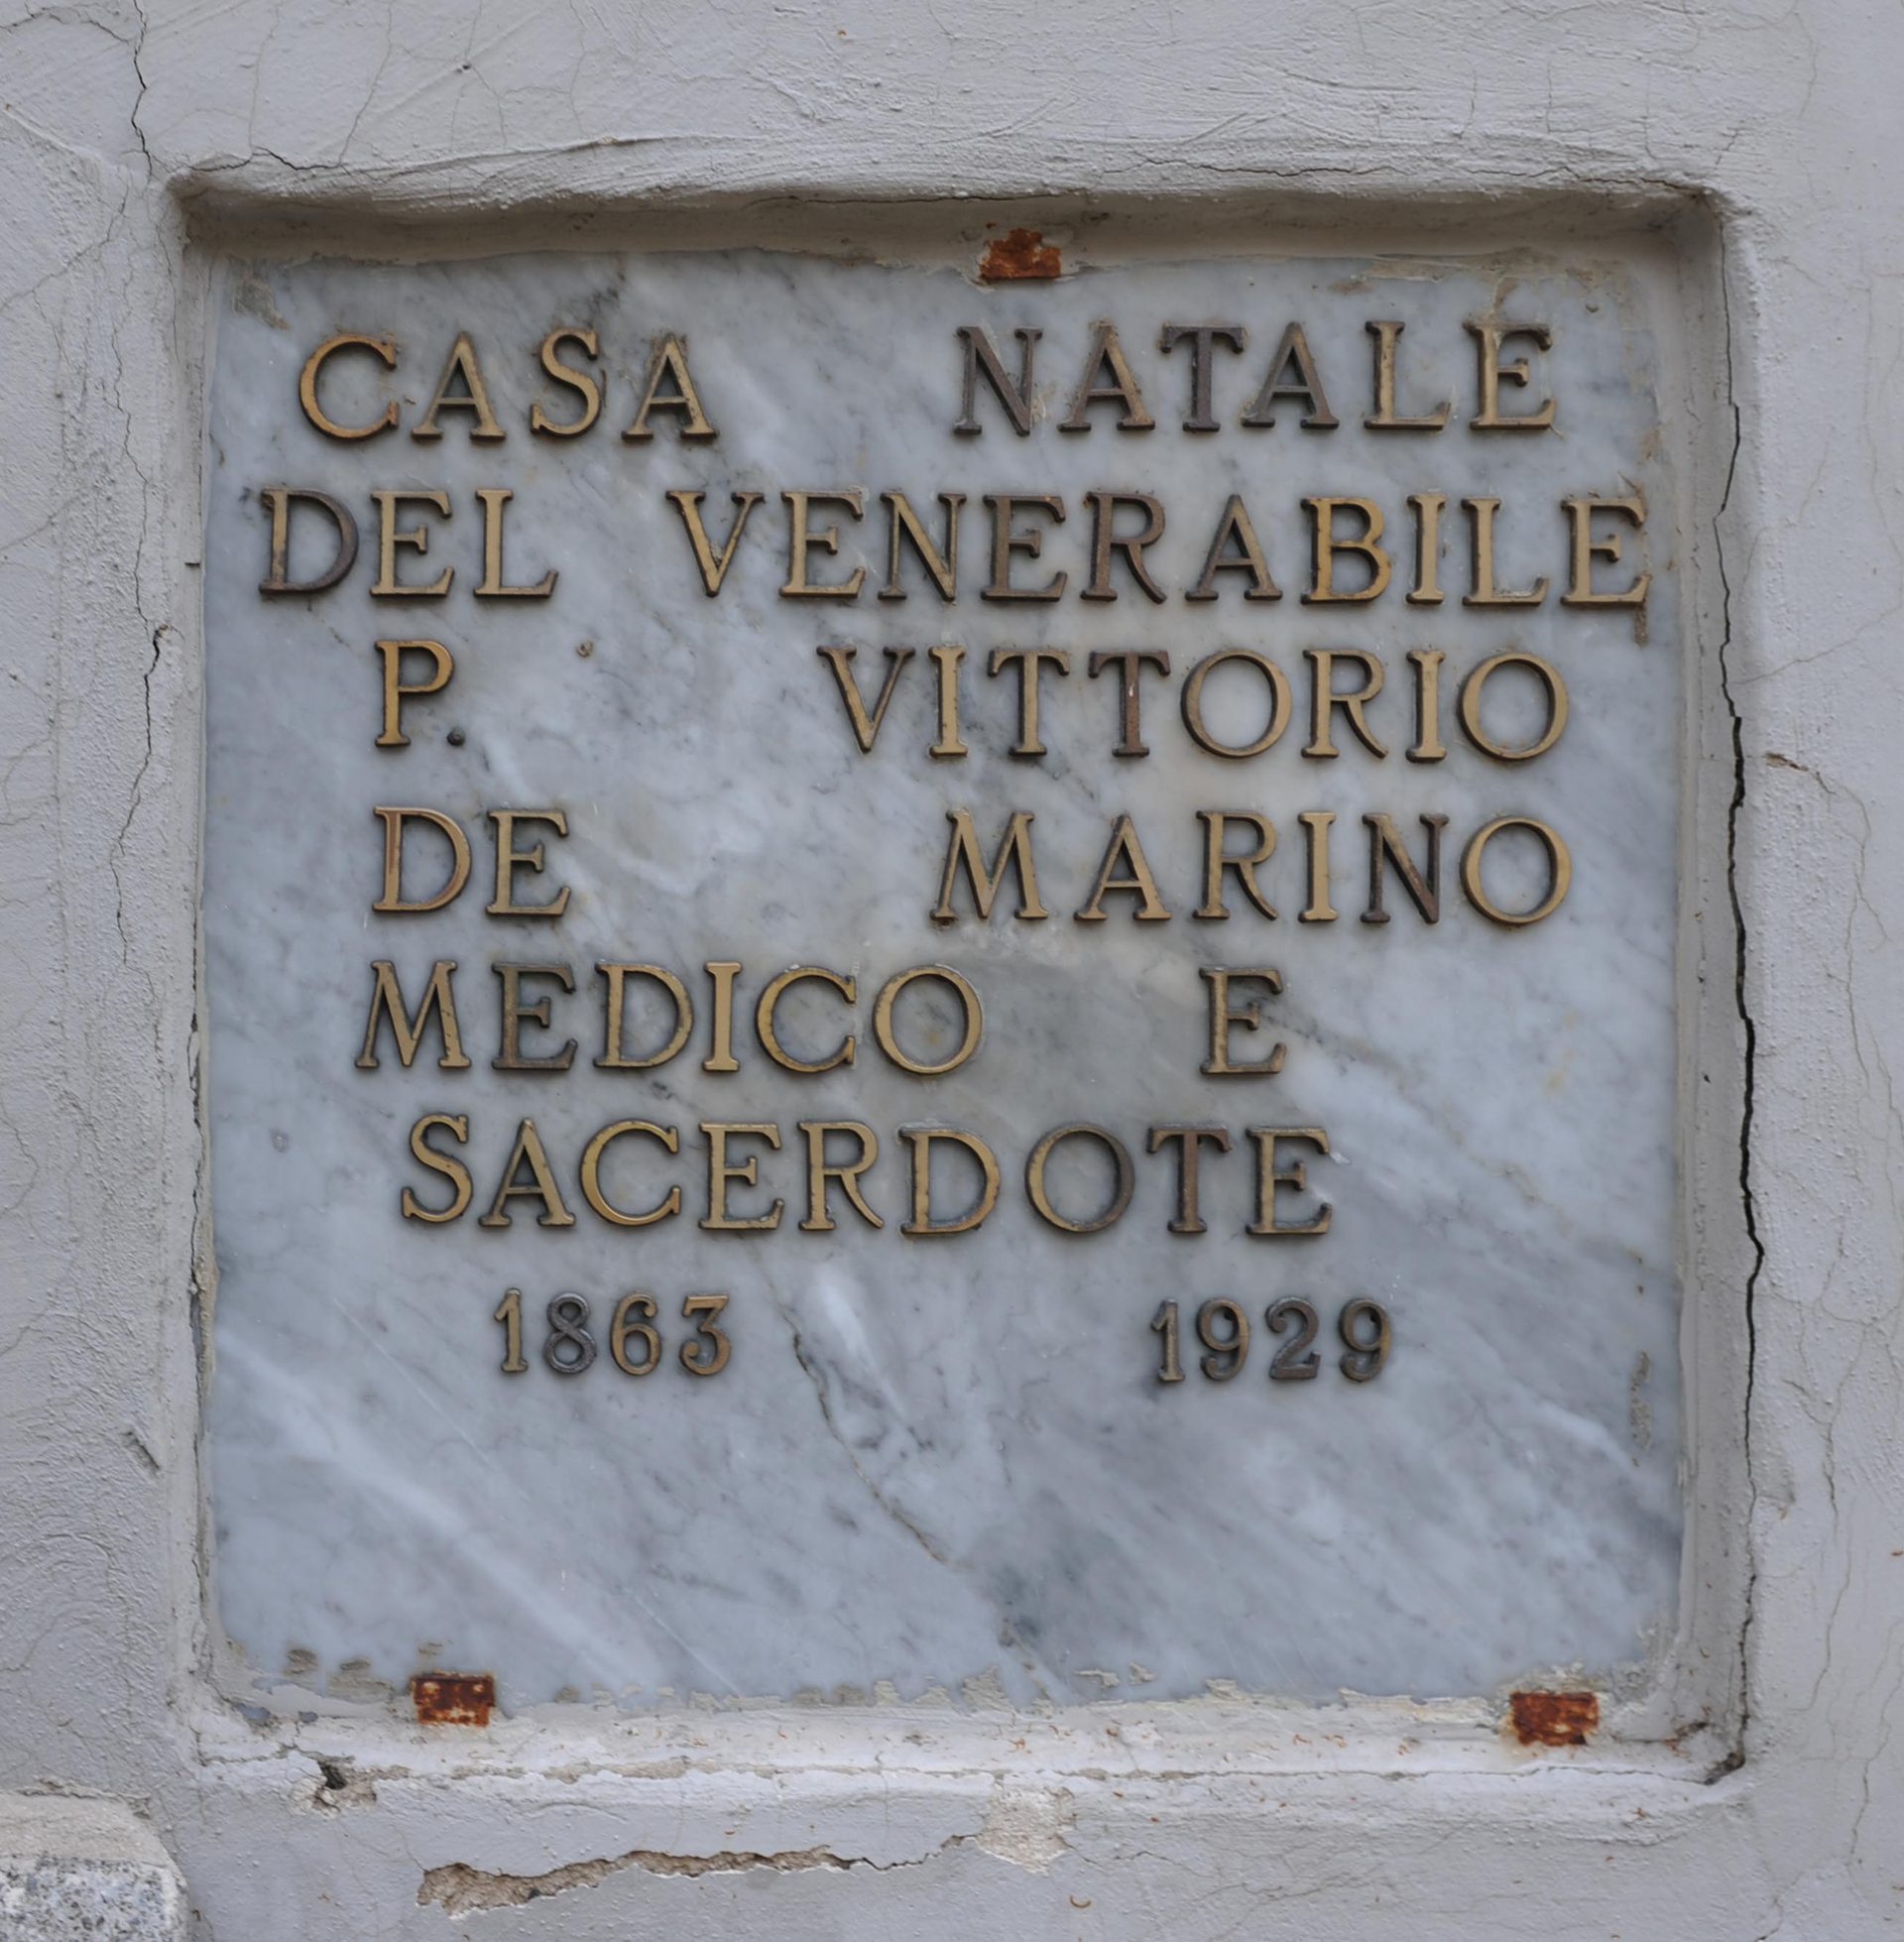 CASA NATALE
DEL VENERABILE
P. VITTORIO
DE MARINO
MEDICO E
SACERDOTE
1863 1929